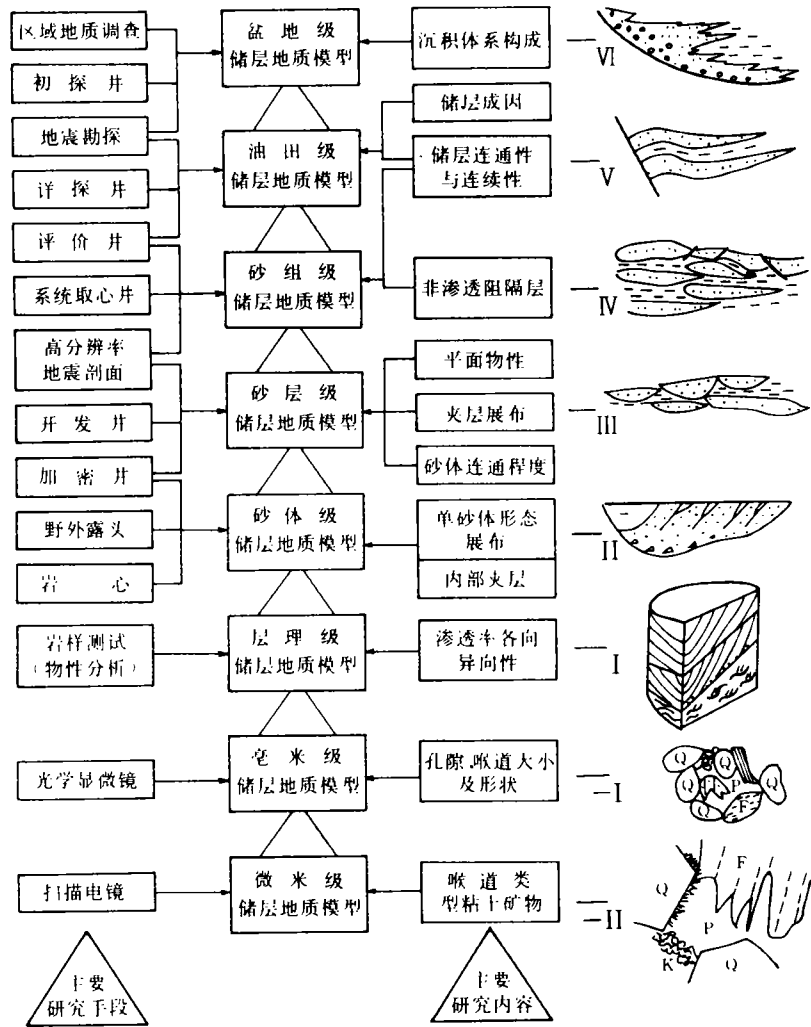 区域地质调查
初探井
地震勘探
详探井
评价井
系统取心井
高分辨率
地震剖面
开发井
加密井
野外露头
岩心
岩样测试
(物性分析)
光学显微镜
扫描电镜
主要
研究手段
盆地级
储层地质模型
油田级
储层地质模型
砂组级
储层地质模型
砂层级
储层地质模型
砂体级
储层地质模型
层理级
储层地质模型
毫米级
储层地质模型
微米级
储层地质模型
沉积体系构成
储层成因
储层连通性
与连续性
非渗透阻隔层
平面物性
夹层展布
砂体连通程度
单砂体形态
展布
内部夹层
渗透率各向
异向性
孔隙、喉道大小
及形状
喉道类
型粘土矿物
主要
研究内容
VI
V
IV
III
II
I
-I
Q
Q
Q
P
Q
F
Q
-II
F
Q
P
K
Q